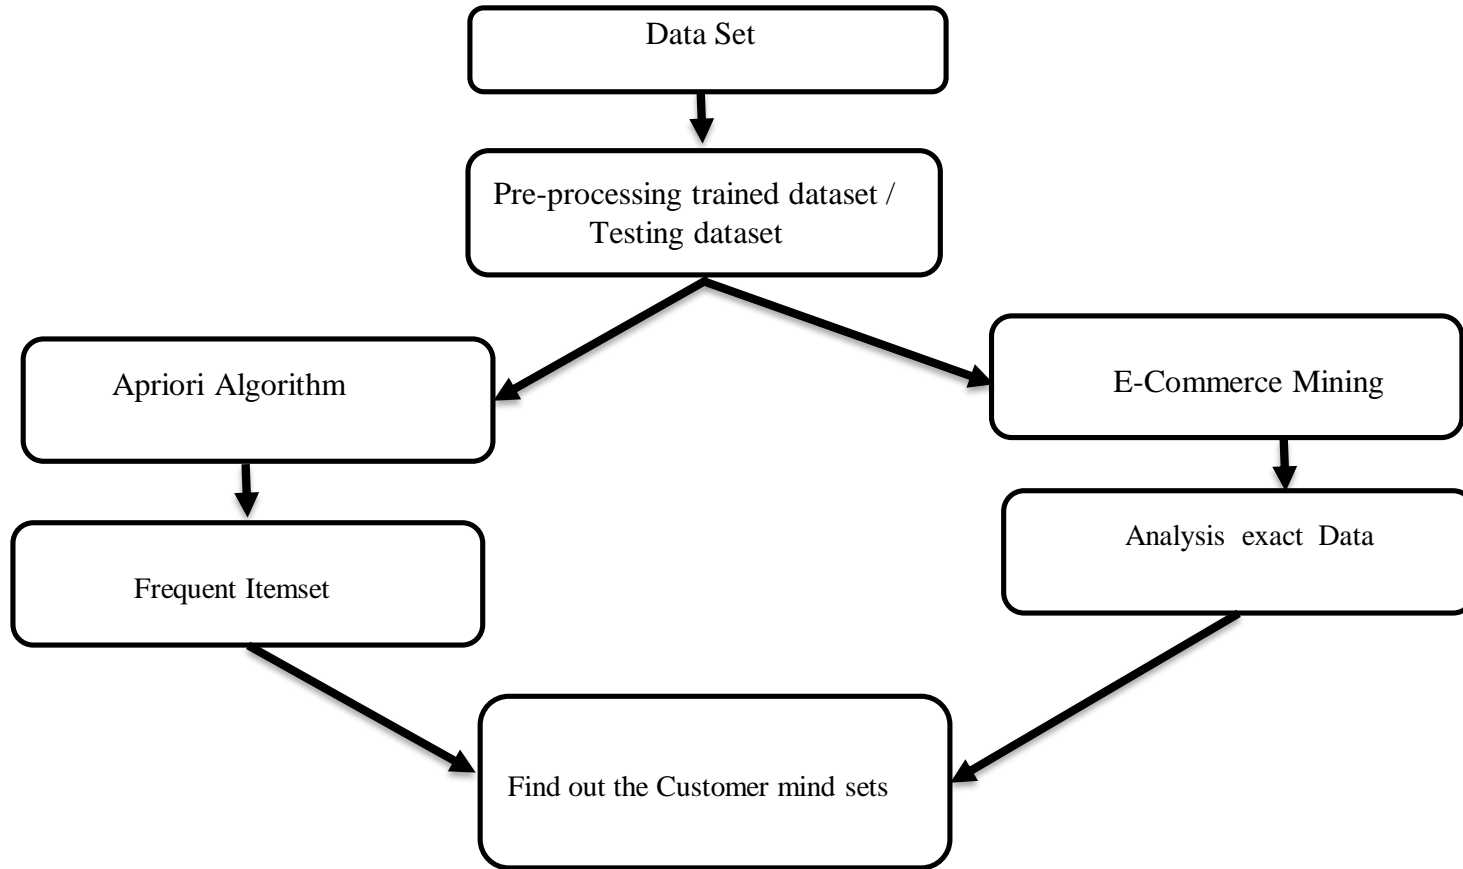 Data Set
Pre-processing trained dataset /
Testing dataset
Apriori Algorithm
E-Commerce Mining
Frequent Itemset
Analysis exact Data
Find out the Customer mind sets